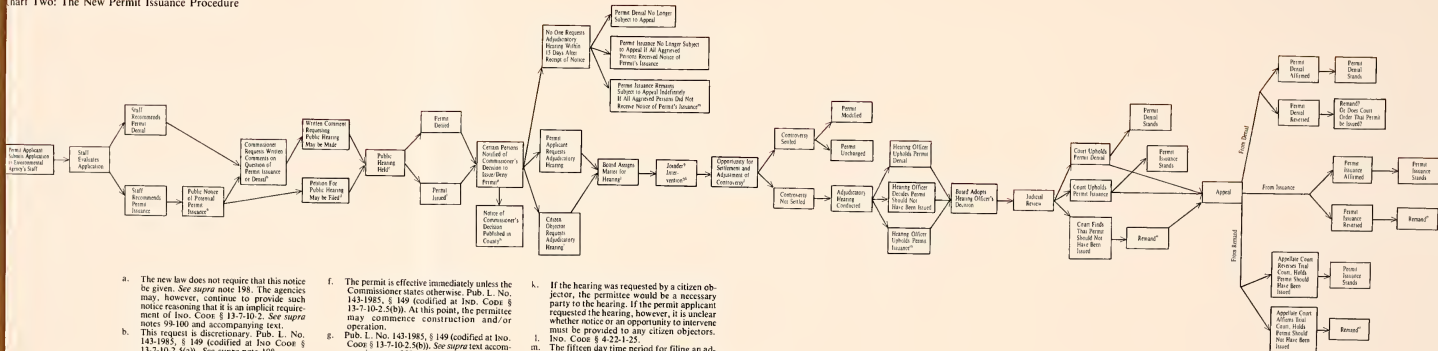 Chart Two: The New Permit Issuance Procedure
Permit Applicant
Submits Application
to Environmental
Agency's Staff
Staff
Evaluates
Application
Staff
Recommends
Permit
Denial
Staff
Recommends
Permit
Issuance
Public Notice
of Potential
Permit
Issuance
Commissioner
Requests Written
Comments on
Question of
Permit Issuance
or Denial
Written Comment
Requesting
Public Hearing
May be Made
Petition For
Public Hearing
May be Filed
Public
Hearing
Held
Permit
Denied
Permit
Issued
Certain Persons
Notified of
Commissioner's
Decision to
Issue/Deny
Permit
Notice of
Commissioner's
Decision
Published in
County
No One Requests
Adjudicatory
Hearing Within
15 Days After
Receipt of Notice
Permit Denial No Longer
Subject to Appeal
Permit Issuance No Longer Subject
to Appeal If All Aggrieved
Persons Received Notice of
Permit's Issuance
Permit Issuance Remains
Subject to Appeal Indefinitely
If All Aggrieved Persons Did Not
Receive Notice of Permit's Issuance
Permit
Applicant
Requests
Adjudicatory
Hearing
Citizen
Objector
Requests
Adjudicatory
Hearing
Board Assigns
Matter for
Hearing
Joinder
Intervention
Opportunity for
Settlement and
Adjustment of
Controversy
Controversy
Settled
Controversy
Not Settled
Permit
Modified
Permit
Unchanged
Adjudicatory
Hearing
Conducted
Hearing Officer
Upholds Permit
Denial
Hearing Officer
Decides Permit
Should Not
Have Been Issued
Hearing Officer
Upholds Permit
Issuance
Board Adopts
Hearing Officer's
Decision
Judicial
Review
Court Upholds
Permit Denial
Permit
Denial
Stands
Court Upholds
Permit Issuance
Permit
Issuance
Stands
Court Finds
That Permit
Should Not
Have Been
Issued
Remand
Appeal
From Denial
From Issuance
From Remand
Permit
Denial
Affirmed
Permit
Denial
Stands
Permit
Denial
Reversed
Remand?
Or Does Court
Order That Permit
be Issued?
Permit
Issuance
Affirmed
Permit
Issuance
Stands
Permit
Issuance
Reversed
Remand
Appellate Court
Reverses Trial
Court, Holds
Permit Should
Have Been
Issued
Permit
Issuance
Stands
Appellate Court
Affirms Trial
Court, Holds
Permit Should
Not Have Been
Issued
Remand
a. The new law does not require that this notice
be given. See supra note 198. The agencies
may, however, continue to provide such
notice reasoning that it is an implicit require-
ment of IND. CODE § 13-7-10-2. See supra
notes 99-100 and accompanying text.
b. This request is discretionary. Pub. L. No.
143-1985, § 149 (codified at IND. CODE §
13-7-10-2.5(a)). See supra note 198.
f. The permit is effective immediately unless the
Commissioner states otherwise. Pub. L. No.
143-1985, § 149 (codified at IND. CODE §
13-7-10-2.5(b)). At this point, the permittee
may commence construction and/or
operation.
g. Pub. L. No. 143-1985, § 149 (codified at IND.
CODE § 13-7-10-2.5(b)). See supra text accom-
k. If the hearing was requested by a citizen ob-
jector, the permittee would be a necessary
party to the hearing. If the permit applicant
requested the hearing, however, it is unclear
whether notice or an opportunity to intervene
must be provided to any citizen objectors.
l. IND. CODE § 4-22-1-25.
m. The fifteen day time period for filing an ad-